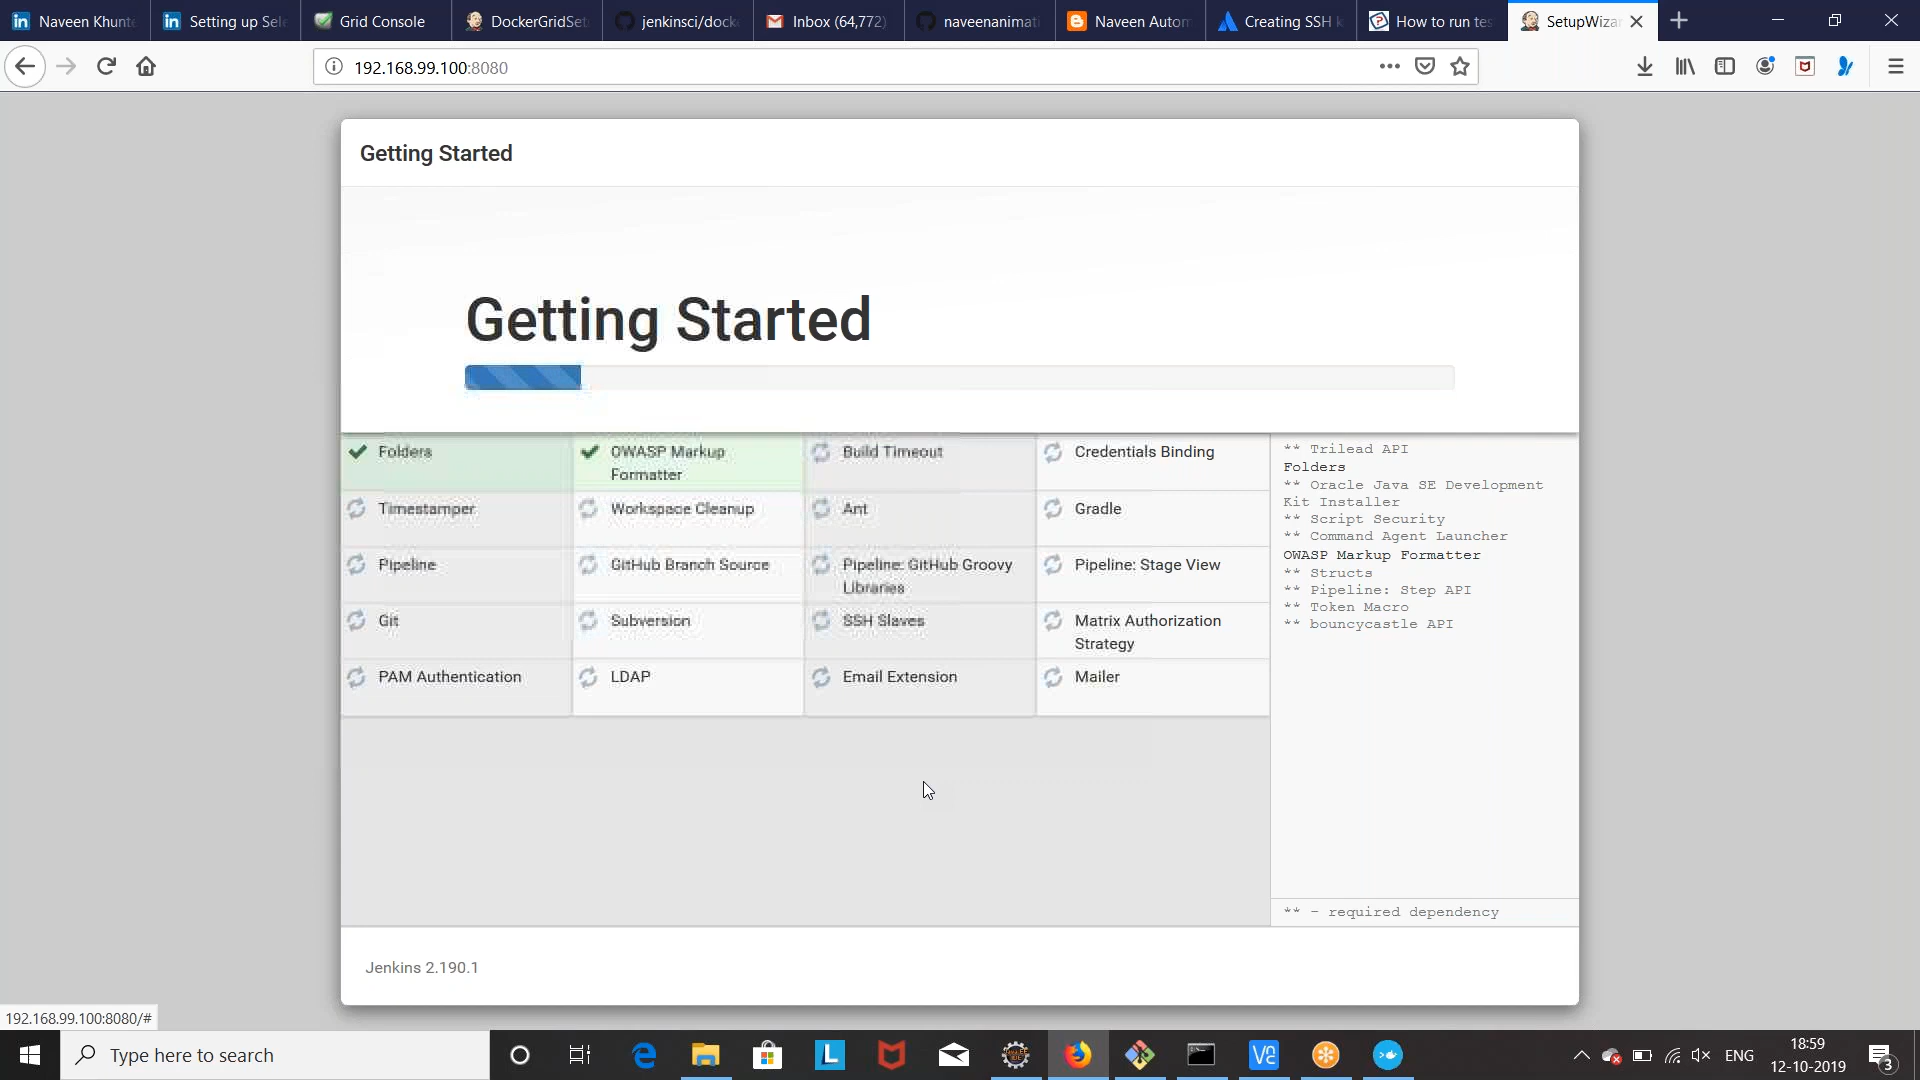 Naveen Khunte
Setting up Sele
Grid Console
DockerGridSet
jenkinsci/dock
Inbox (64,772)
naveenanimati
Naveen Autom
Creating SSH k
How to run tes
SetupWizar
192.168.99.100:8080
Getting Started
Getting Started
Folders
OWASP Markup
Formatter
Build Timeout
Credentials Binding
Timestamper
Workspace Cleanup
Ant
Gradle
Pipeline
GitHub Branch Source
Pipeline: GitHub Groovy
Libraries
Pipeline: Stage View
Git
Subversion
SSH Slaves
Matrix Authorization
Strategy
PAM Authentication
LDAP
Email Extension
Mailer
** Trilead API
Folders
** Oracle Java SE Development
Kit Installer
** Script Security
** Command Agent Launcher
OWASP Markup Formatter
** Structs
** Pipeline: Step API
** Token Macro
** bouncycastle API
** - required dependency
Jenkins 2.190.1
192.168.99.100:8080/#
Type here to search
ENG
18:59
12-10-2019
3